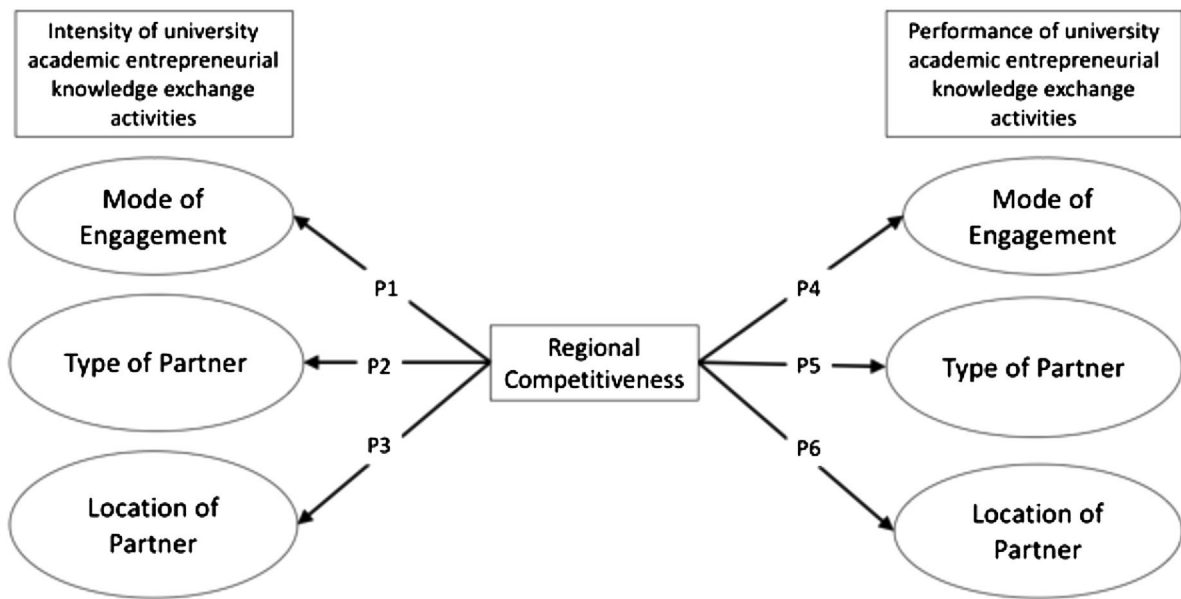 Intensity of university
academic entrepreneurial
knowledge exchange
activities
Mode of
Engagement
Type of Partner
Location of
Partner
P1
P2
P3
Regional
Competitiveness
P4
P5
P6
Performance of university
academic entrepreneurial
knowledge exchange
activities
Mode of
Engagement
Type of Partner
Location of
Partner